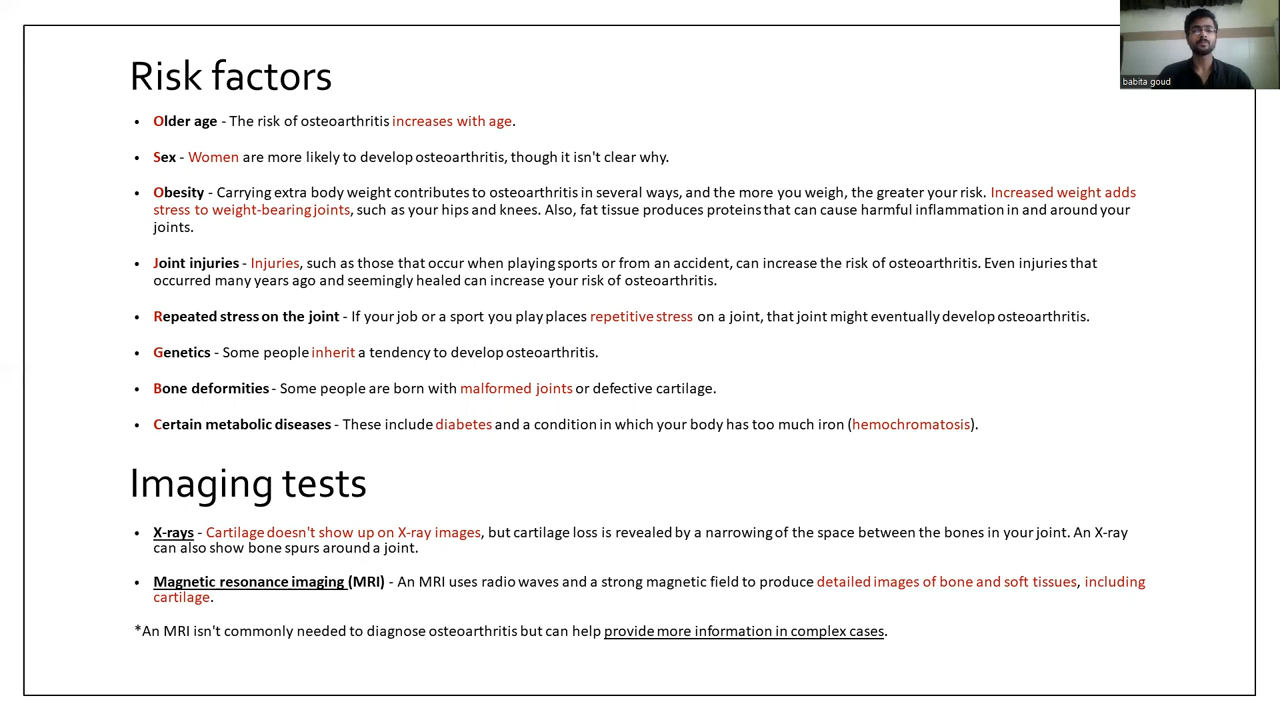 babita goud
Risk factors
• Older age - The risk of osteoarthritis increases with age.
• Sex - Women are more likely to develop osteoarthritis, though it isn't clear why.
• Obesity - Carrying extra body weight contributes to osteoarthritis in several ways, and the more you weigh, the greater your risk. Increased weight adds
stress to weight-bearing joints, such as your hips and knees. Also, fat tissue produces proteins that can cause harmful inflammation in and around your
joints.
• Joint injuries - Injuries, such as those that occur when playing sports or from an accident, can increase the risk of osteoarthritis. Even injuries that
occurred many years ago and seemingly healed can increase your risk of osteoarthritis.
• Repeated stress on the joint - If your job or a sport you play places repetitive stress on a joint, that joint might eventually develop osteoarthritis.
• Genetics - Some people inherit a tendency to develop osteoarthritis.
• Bone deformities - Some people are born with malformed joints or defective cartilage.
• Certain metabolic diseases - These include diabetes and a condition in which your body has too much iron (hemochromatosis).
Imaging tests
• X-rays - Cartilage doesn't show up on X-ray images, but cartilage loss is revealed by a narrowing of the space between the bones in your joint. An X-ray
can also show bone spurs around a joint.
• Magnetic resonance imaging (MRI) - An MRI uses radio waves and a strong magnetic field to produce detailed images of bone and soft tissues, including
cartilage.
*An MRI isn't commonly needed to diagnose osteoarthritis but can help provide more information in complex cases.